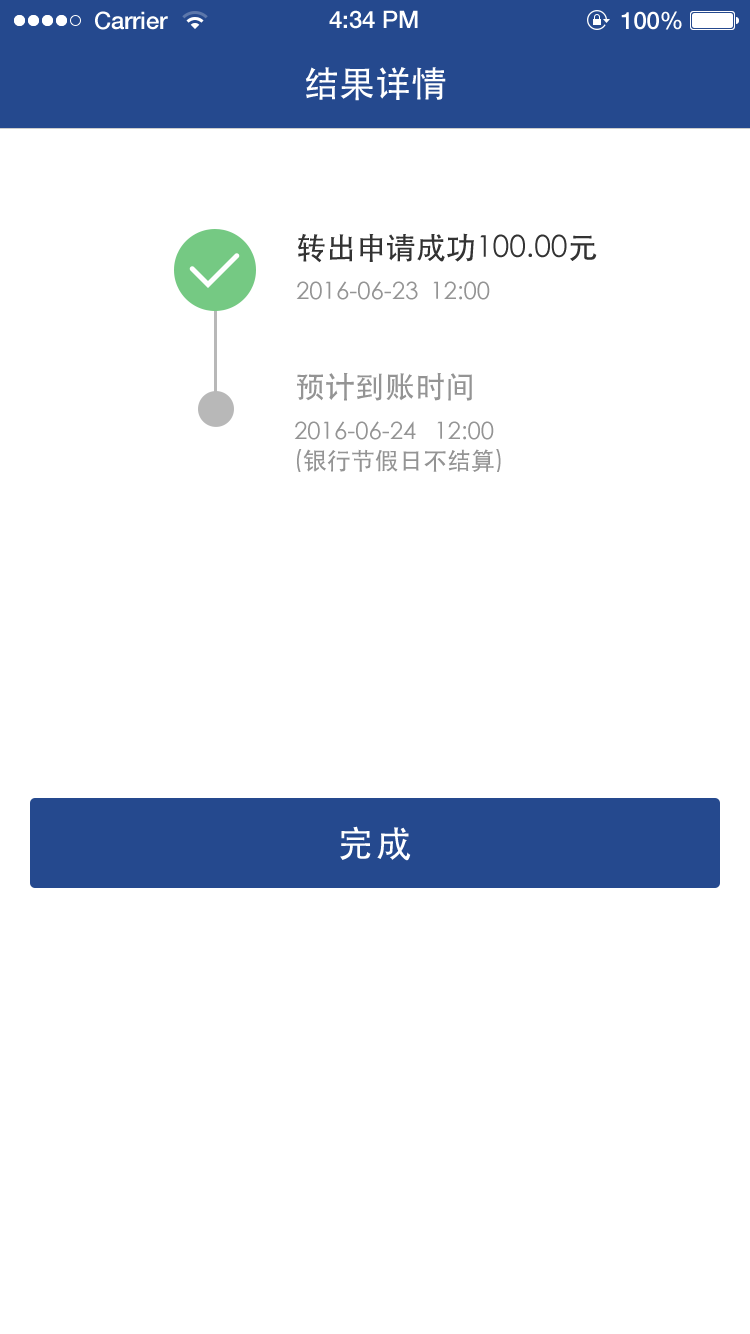 Carrier 4:34 PM 100%
结果详情
转出申请成功100.00元
2016-06-23 12:00
预计到账时间
2016-06-24 12:00
(银行节假日不结算)
完成